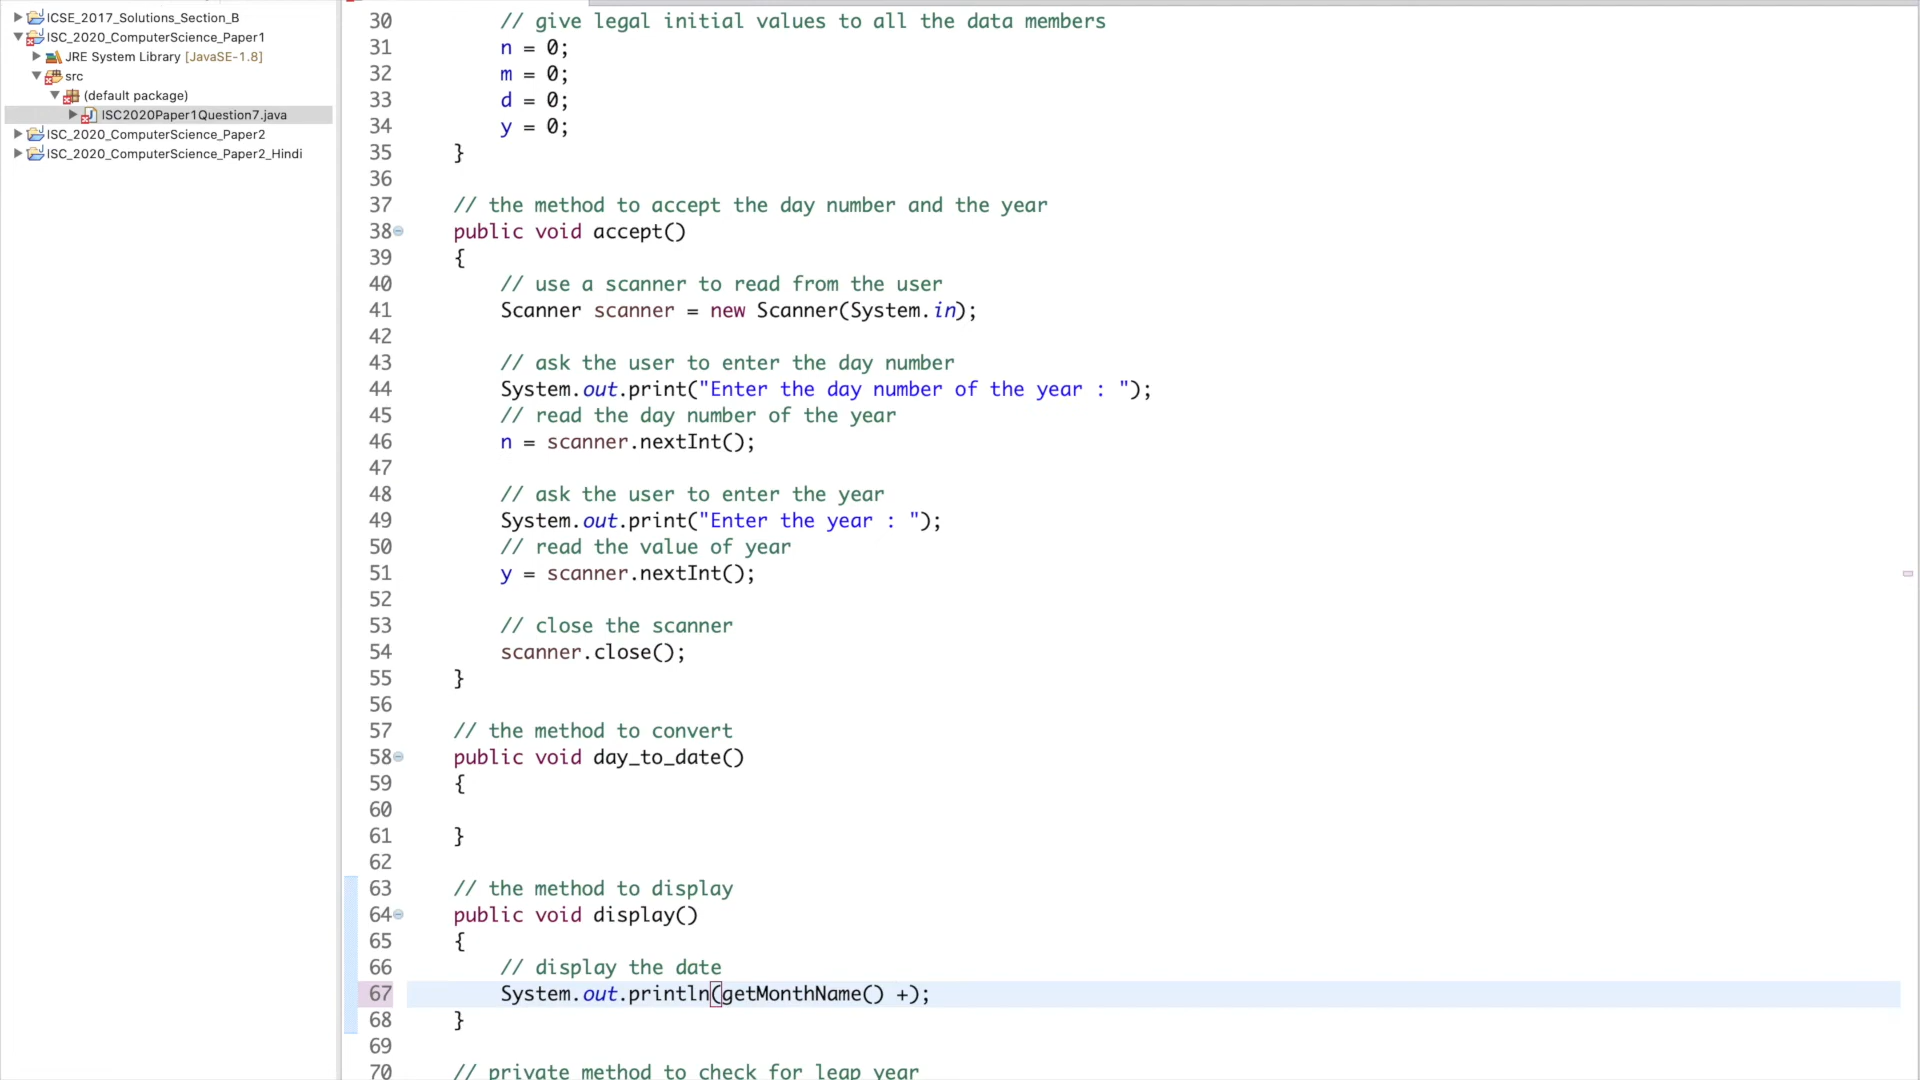 ICSE_2017_Solutions_Section_B
ISC_2020_ComputerScience_Paper1
JRE System Library [JavaSE-1.8]
src
(default package)
ISC2020Paper1Question7.java
ISC_2020_ComputerScience_Paper2
ISC_2020_ComputerScience_Paper2_Hindi
30 // give legal initial values to all the data members
31 n = 0;
32 m = 0;
33 d = 0;
34 y = 0;
35 }
36
37 // the method to accept the day number and the year
38 public void accept()
39 {
40 // use a scanner to read from the user
41 Scanner scanner = new Scanner(System.in);
42
43 // ask the user to enter the day number
44 System.out.print("Enter the day number of the year : ");
45 // read the day number of the year
46 n = scanner.nextInt();
47
48 // ask the user to enter the year
49 System.out.print("Enter the year : ");
50 // read the value of year
51 y = scanner.nextInt();
52
53 // close the scanner
54 scanner.close();
55 }
56
57 // the method to convert
58 public void day_to_date()
59 {
60
61 }
62
63 // the method to display
64 public void display()
65 {
66 // display the date
67 System.out.println(getMonthName() +);
68 }
69
70 // private method to check for leap year